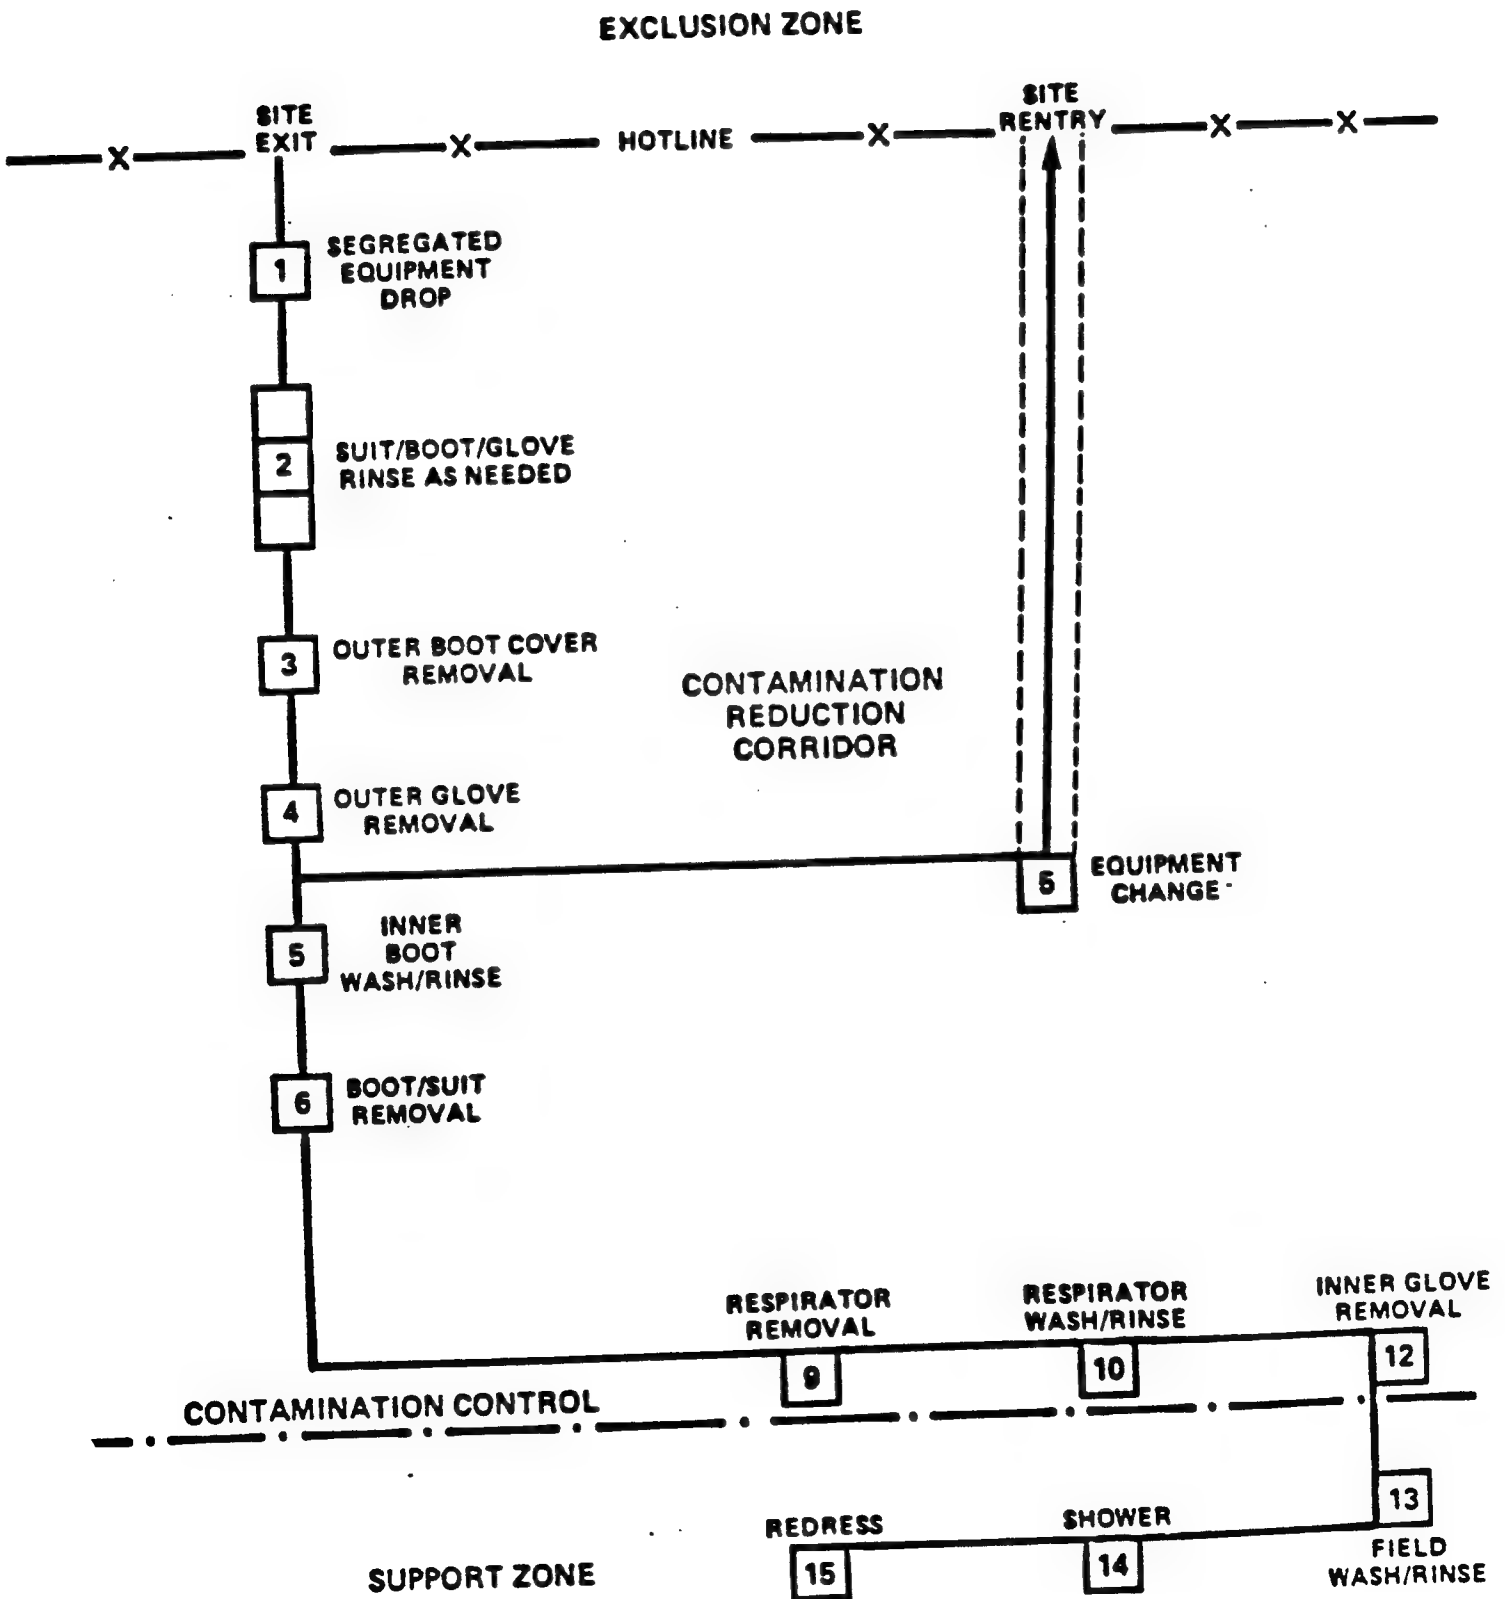 EXCLUSION ZONE
SITE
EXIT
HOTLINE
SITE
RENTRY
X
X
X
X
X
1
SEGREGATED
EQUIPMENT
DROP
2
SUIT/BOOT/GLOVE
RINSE AS NEEDED
3
OUTER BOOT COVER
REMOVAL
CONTAMINATION
REDUCTION
CORRIDOR
4
OUTER GLOVE
REMOVAL
5
EQUIPMENT
CHANGE
5
INNER
BOOT
WASH/RINSE
6
BOOT/SUIT
REMOVAL
RESPIRATOR
REMOVAL
9
RESPIRATOR
WASH/RINSE
10
INNER GLOVE
REMOVAL
12
CONTAMINATION CONTROL
13
FIELD
WASH/RINSE
SHOWER
14
REDRESS
15
SUPPORT ZONE